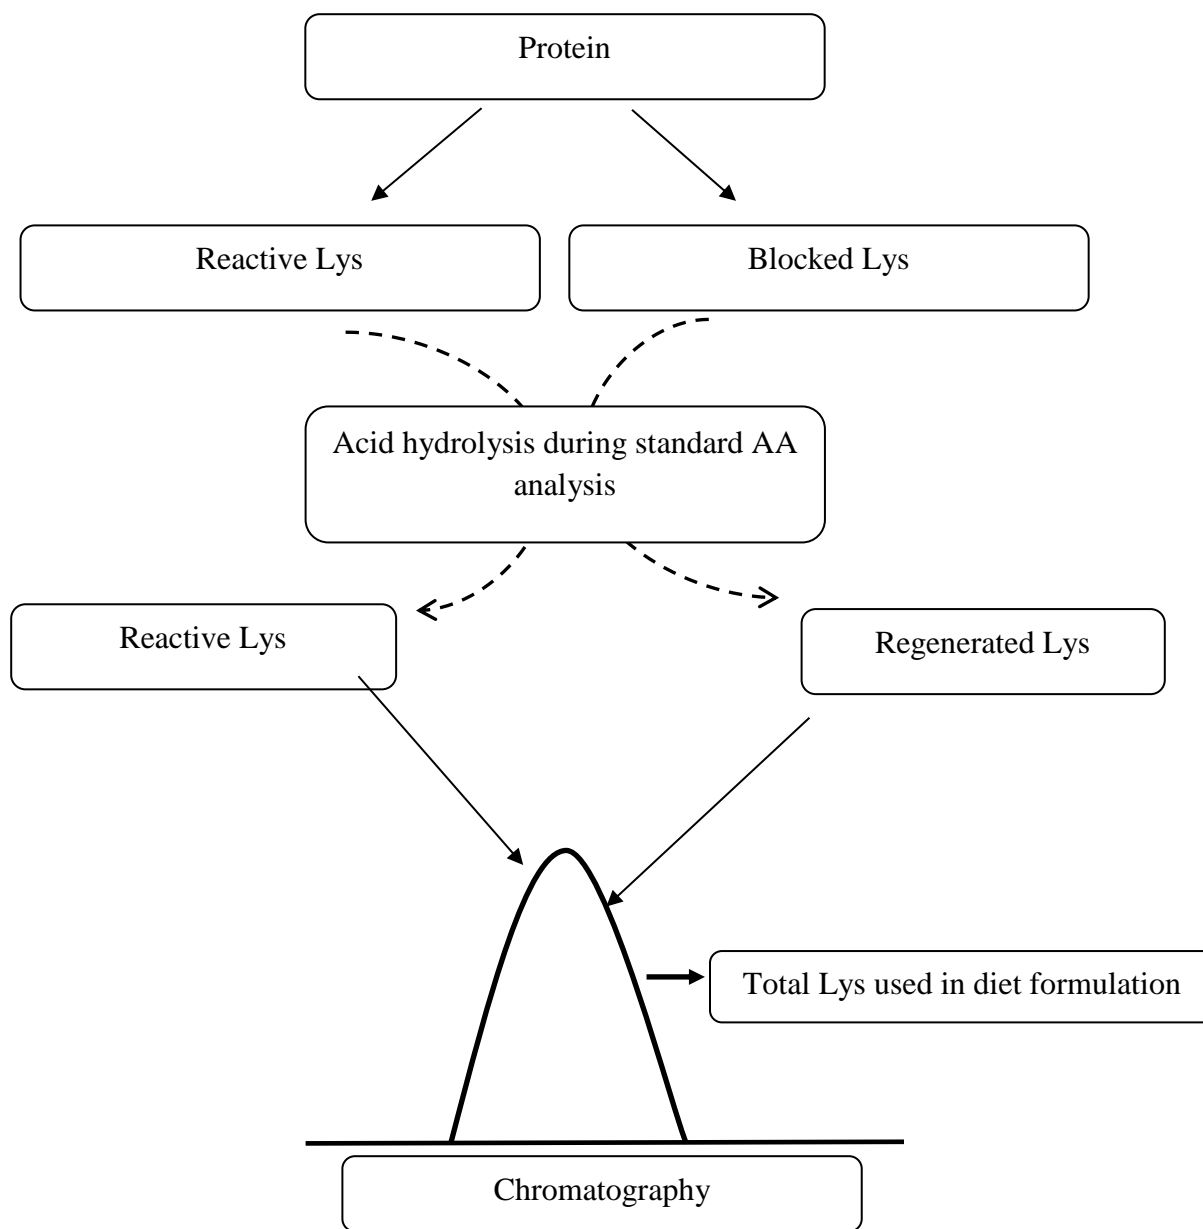 Protein
Reactive Lys
Blocked Lys
Acid hydrolysis during standard AA
analysis
Reactive Lys
Regenerated Lys
Total Lys used in diet formulation
Chromatography